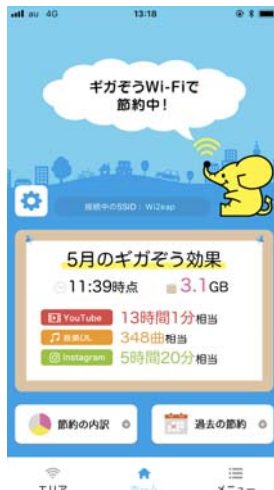 au 4G 13:18
ギガぞうWi-Fiで
節約中！
接続中のSSID： Wi2eap
5月のギガぞう効果
11:39時点 3.1GB
YouTube 13時間1分相当
音楽DL 348曲相当
Instagram 5時間20分相当
節約の内訳
過去の節約
エリア
ホーム
メニュー